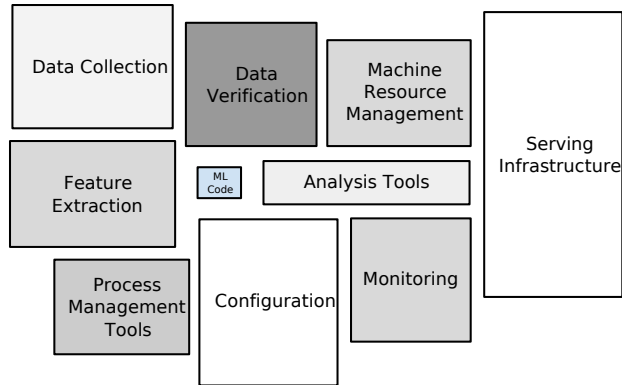 Data Collection
Data
Verification
Machine
Resource
Management
Serving
Infrastructure
Feature
Extraction
ML
Code
Analysis Tools
Process
Management
Tools
Configuration
Monitoring